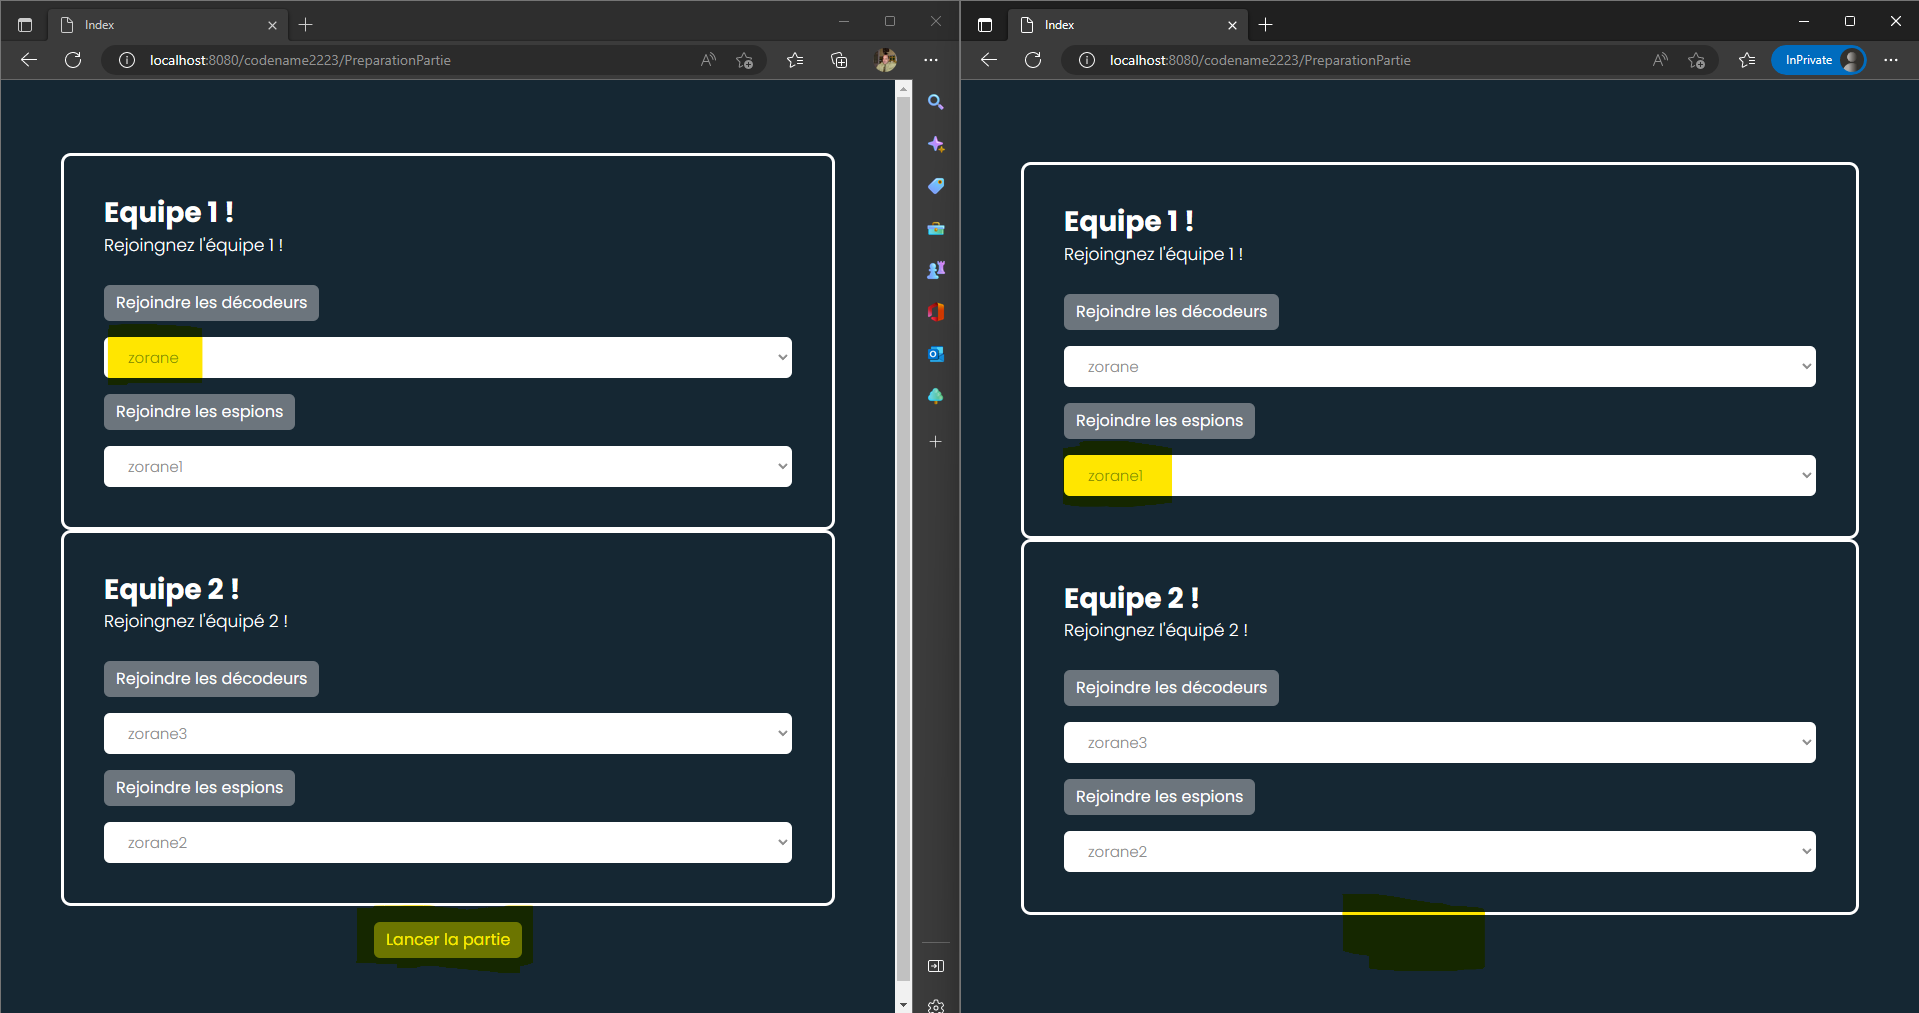 Index
localhost:8080/codename2223/PreparationPartie
Equipe 1 !
Rejoingnez l'équipe 1 !
Rejoindre les décodeurs
zorane
Rejoindre les espions
zorane1
Equipe 2 !
Rejoingnez l'équipé 2 !
Rejoindre les décodeurs
zorane3
Rejoindre les espions
zorane2
Lancer la partie
Index
localhost:8080/codename2223/PreparationPartie
InPrivate
Equipe 1 !
Rejoingnez l'équipe 1 !
Rejoindre les décodeurs
zorane
Rejoindre les espions
zorane1
Equipe 2 !
Rejoingnez l'équipé 2 !
Rejoindre les décodeurs
zorane3
Rejoindre les espions
zorane2